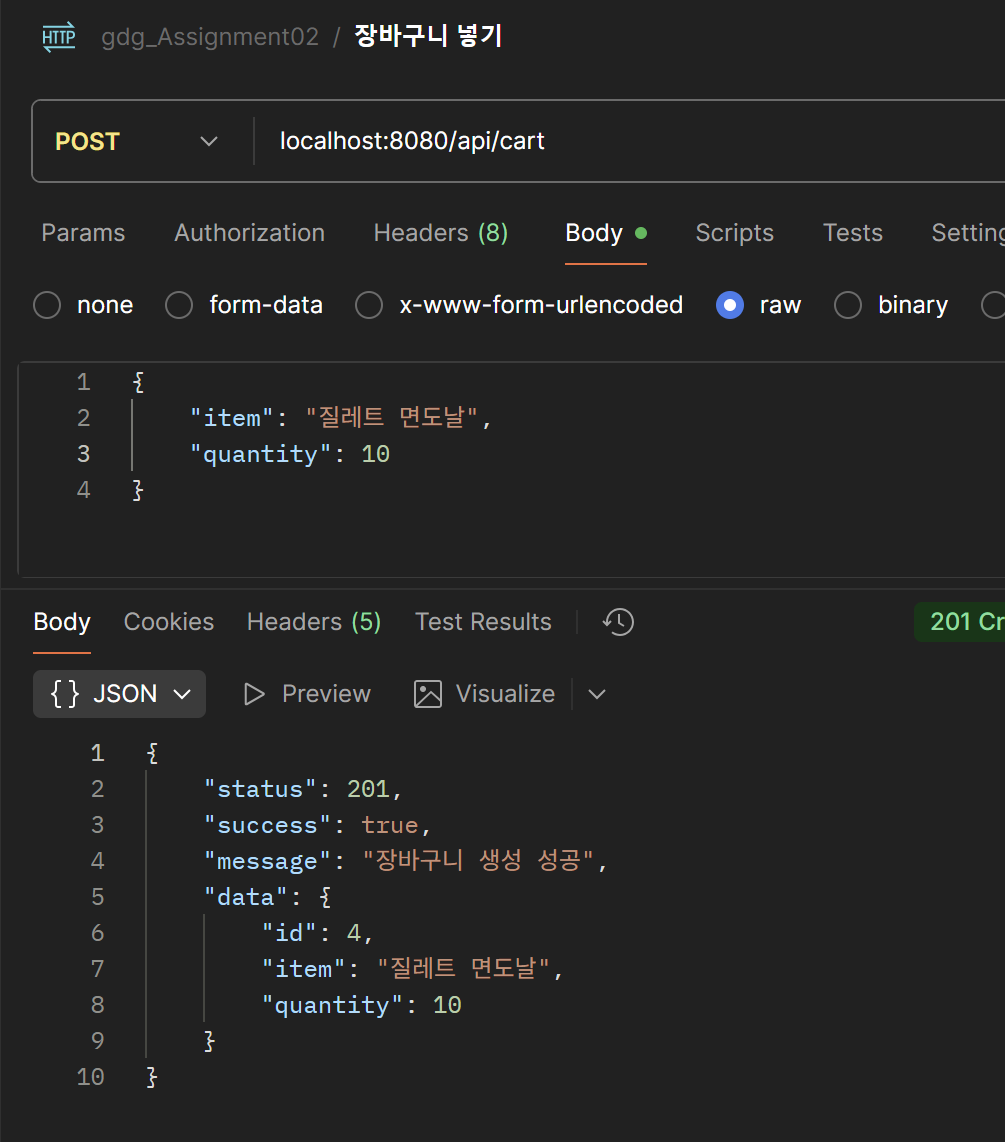 HTTP gdg_Assignment02 / 장바구니 넣기
POST localhost:8080/api/cart
Params Authorization Headers (8) Body Scripts Tests Setting
none form-data x-www-form-urlencoded raw binary
1 {
2 "item": "질레트 면도날",
3 "quantity": 10
4 }
Body Cookies Headers (5) Test Results 201 Cr
{ } JSON Preview Visualize
1 {
2 "status": 201,
3 "success": true,
4 "message": "장바구니 생성 성공",
5 "data": {
6 "id": 4,
7 "item": "질레트 면도날",
8 "quantity": 10
9 }
10 }